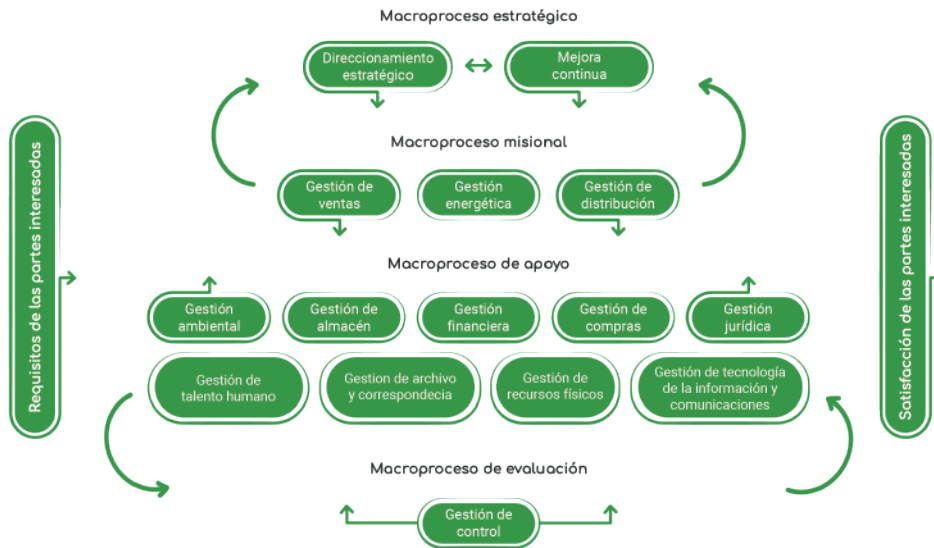 Macroproceso estratégico
Direccionamiento
estratégico
Mejora
continua
Requisitos de las partes interesadas
Macroproceso misional
Gestión de
ventas
Gestión
energética
Gestión de
distribución
Macroproceso de apoyo
Gestión
ambiental
Gestión de
almacén
Gestión
financiera
Gestión de
compras
Gestión
jurídica
Gestión de
talento humano
Gestion de archivo
y correspondecia
Gestión de
recursos físicos
Gestión de tecnología
de la información y
comunicaciones
Macroproceso de evaluación
Gestión de
control
Satisfacción de las partes interesadas